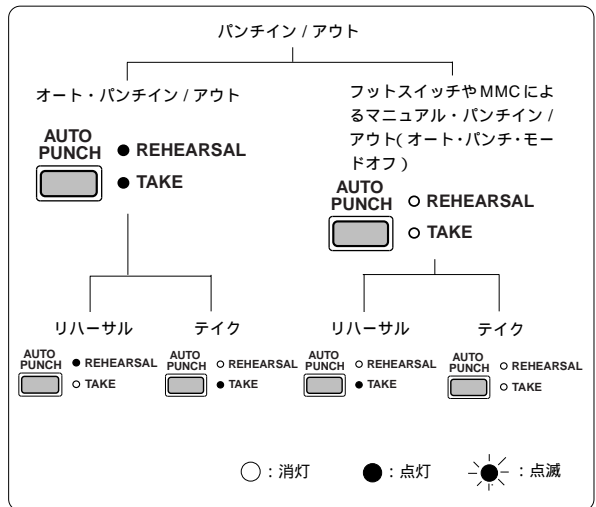 パンチイン / アウト
オート・パンチイン / アウト
AUTO
PUNCH
● REHEARSAL
● TAKE
フットスイッチやMMCによ
るマニュアル・パンチイン /
アウト( オート・パンチ・モー
ドオフ )
AUTO
PUNCH
○ REHEARSAL
○ TAKE
リハーサル
AUTO
PUNCH
● REHEARSAL
○ TAKE
テイク
AUTO
PUNCH
○ REHEARSAL
● TAKE
リハーサル
AUTO
PUNCH
○ REHEARSAL
● TAKE
テイク
AUTO
PUNCH
○ REHEARSAL
○ TAKE
○ : 消灯 ● : 点灯 : 点滅